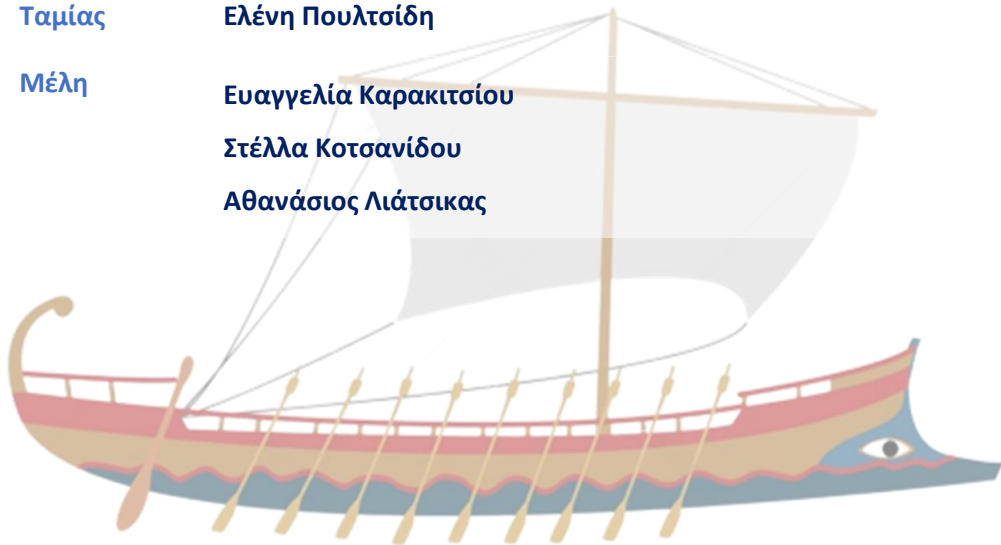 Ταμίας Ελένη Πουλτσίδη
Μέλη
Ευαγγελία Καρακιτσίου
Στέλλα Κοτσανίδου
Αθανάσιος Λιάτσικας